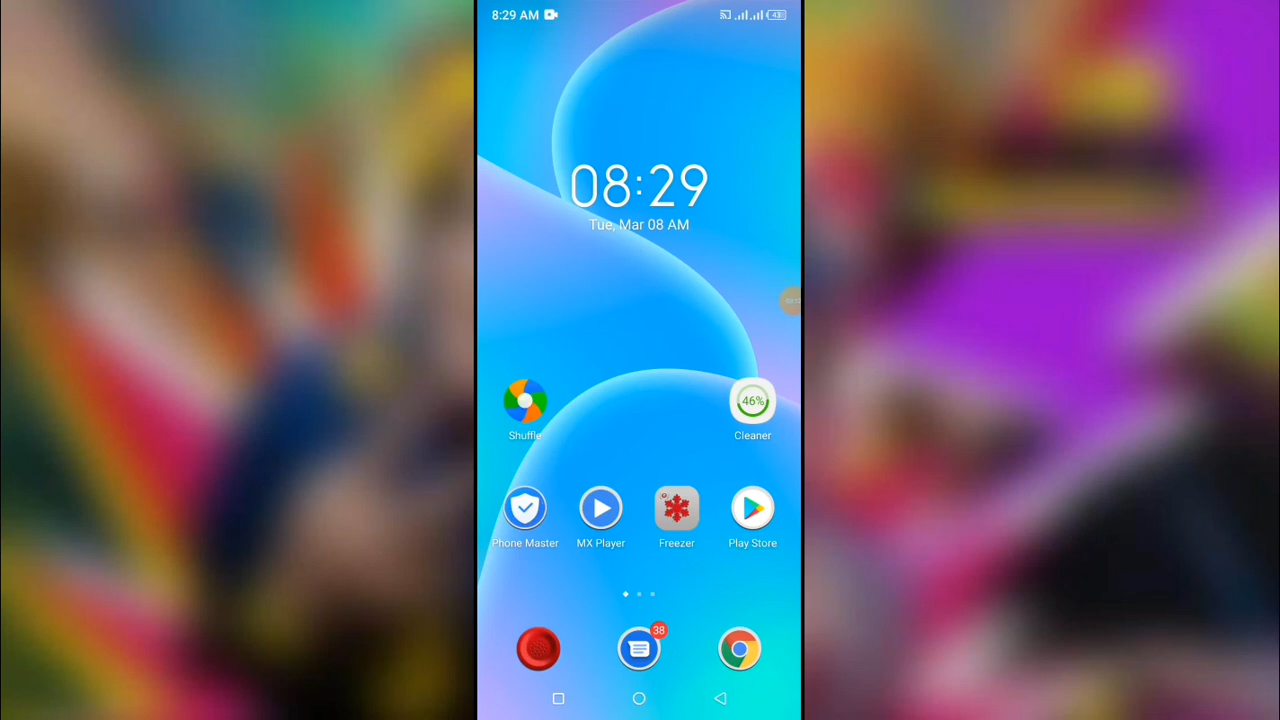 8:29 AM
43
08:29
Tue, Mar 08 AM
46%
Shuffle
Cleaner
Phone Master
MX Player
Freezer
Play Store
38